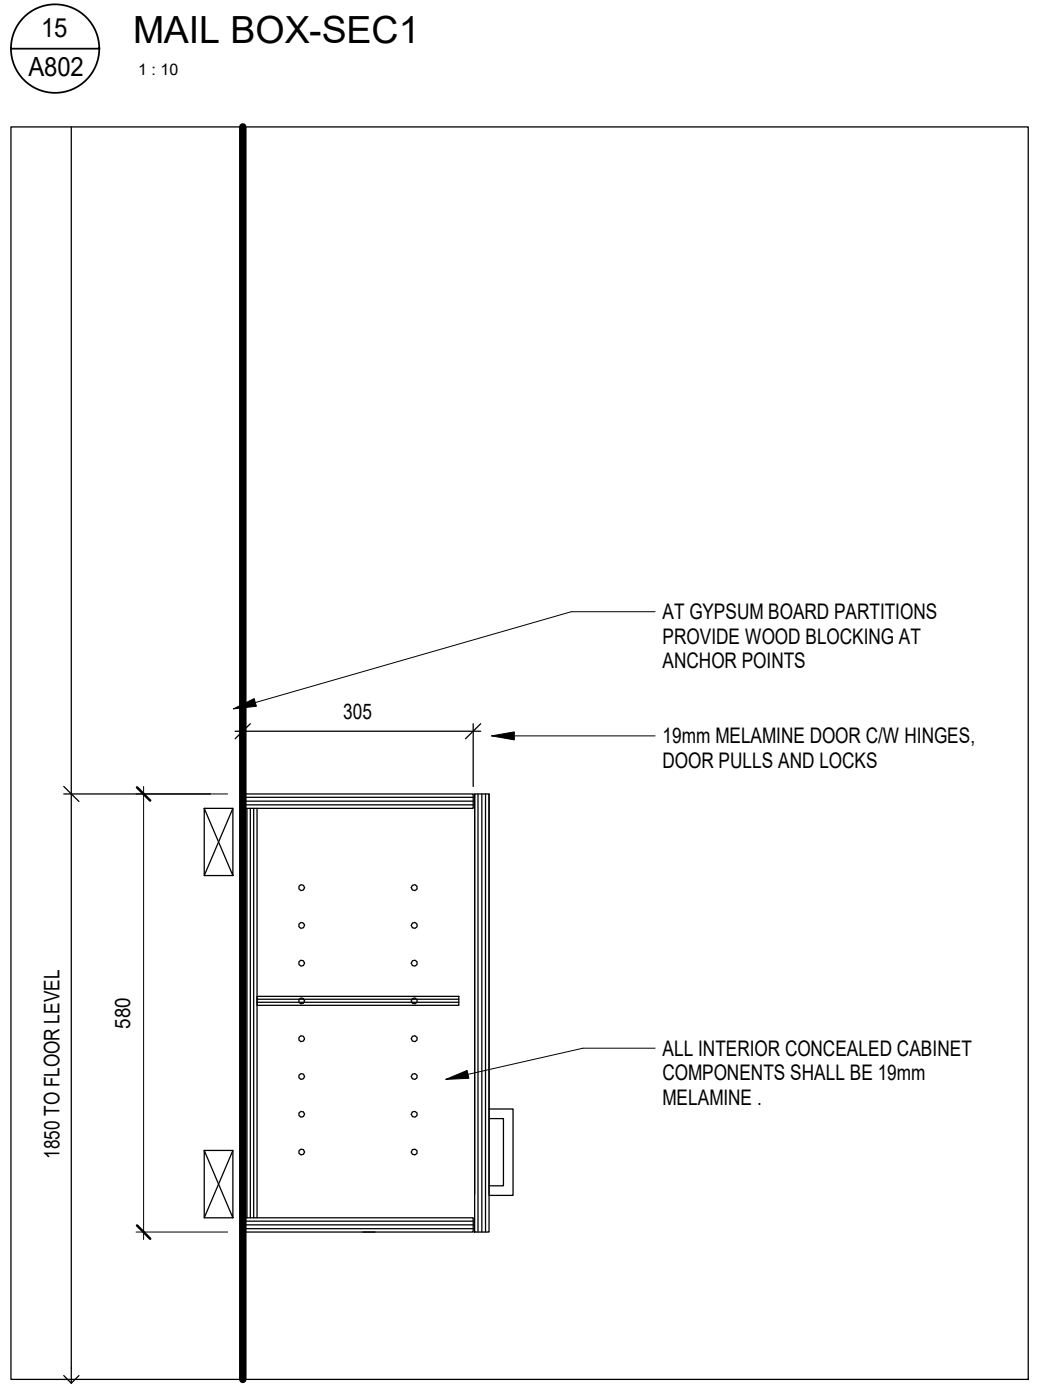 15
A802
MAIL BOX-SEC1
1 : 10
AT GYPSUM BOARD PARTITIONS
PROVIDE WOOD BLOCKING AT
ANCHOR POINTS
305
19mm MELAMINE DOOR C/W HINGES,
DOOR PULLS AND LOCKS
1850 TO FLOOR LEVEL
580
ALL INTERIOR CONCEALED CABINET
COMPONENTS SHALL BE 19mm
MELAMINE .